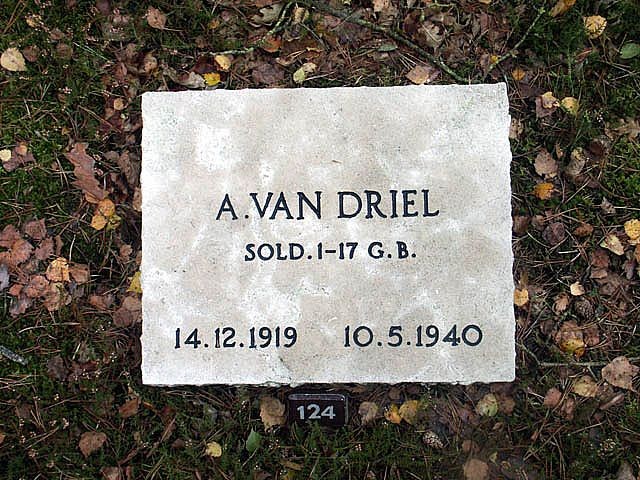 A. VAN DRIEL
SOLD. 1-17 G.B.
14.12.1919 10.5.1940
124